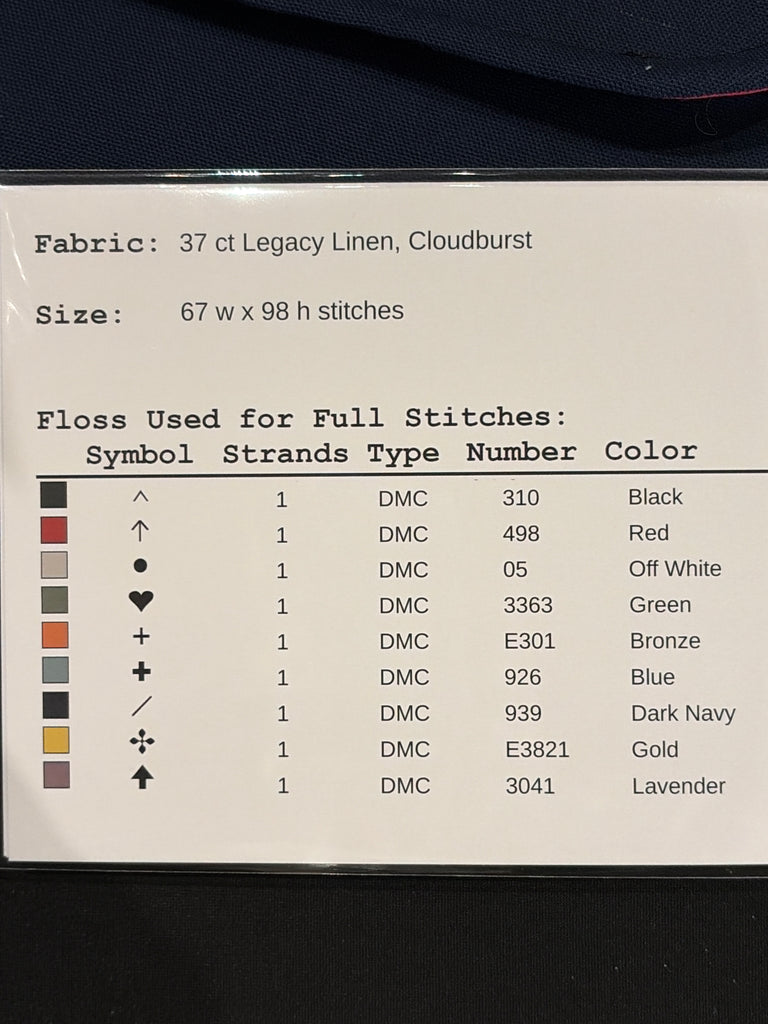 Fabric: 37 ct Legacy Linen, Cloudburst
Size: 67 w x 98 h stitches
Floss Used for Full Stitches:
Symbol Strands Type Number Color
^ 1 DMC 310 Black
↑ 1 DMC 498 Red
● 1 DMC 05 Off White
♥ 1 DMC 3363 Green
+ 1 DMC E301 Bronze
✚ 1 DMC 926 Blue
/ 1 DMC 939 Dark Navy
✣ 1 DMC E3821 Gold
⬆ 1 DMC 3041 Lavender